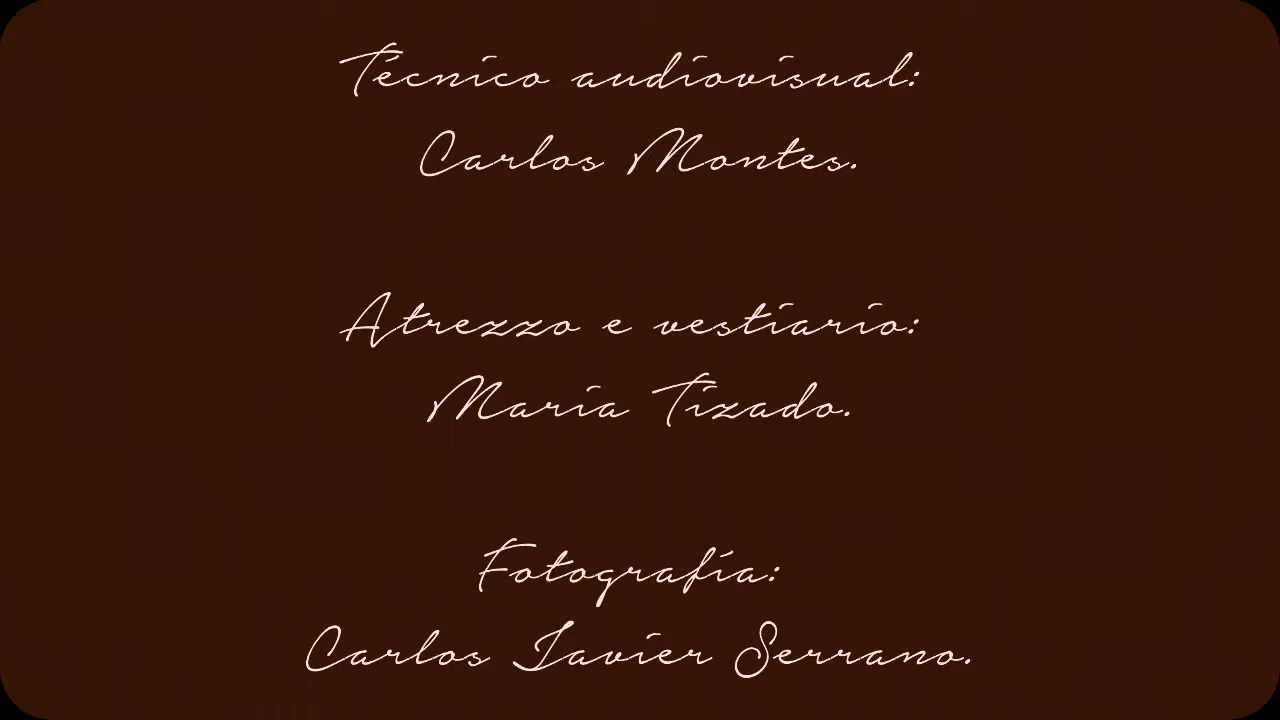 Técnico audiovisual:
Carlos Montes.
Atrezzo e vestiario:
María Tizado.
Fotografía:
Carlos Javier Serrano.